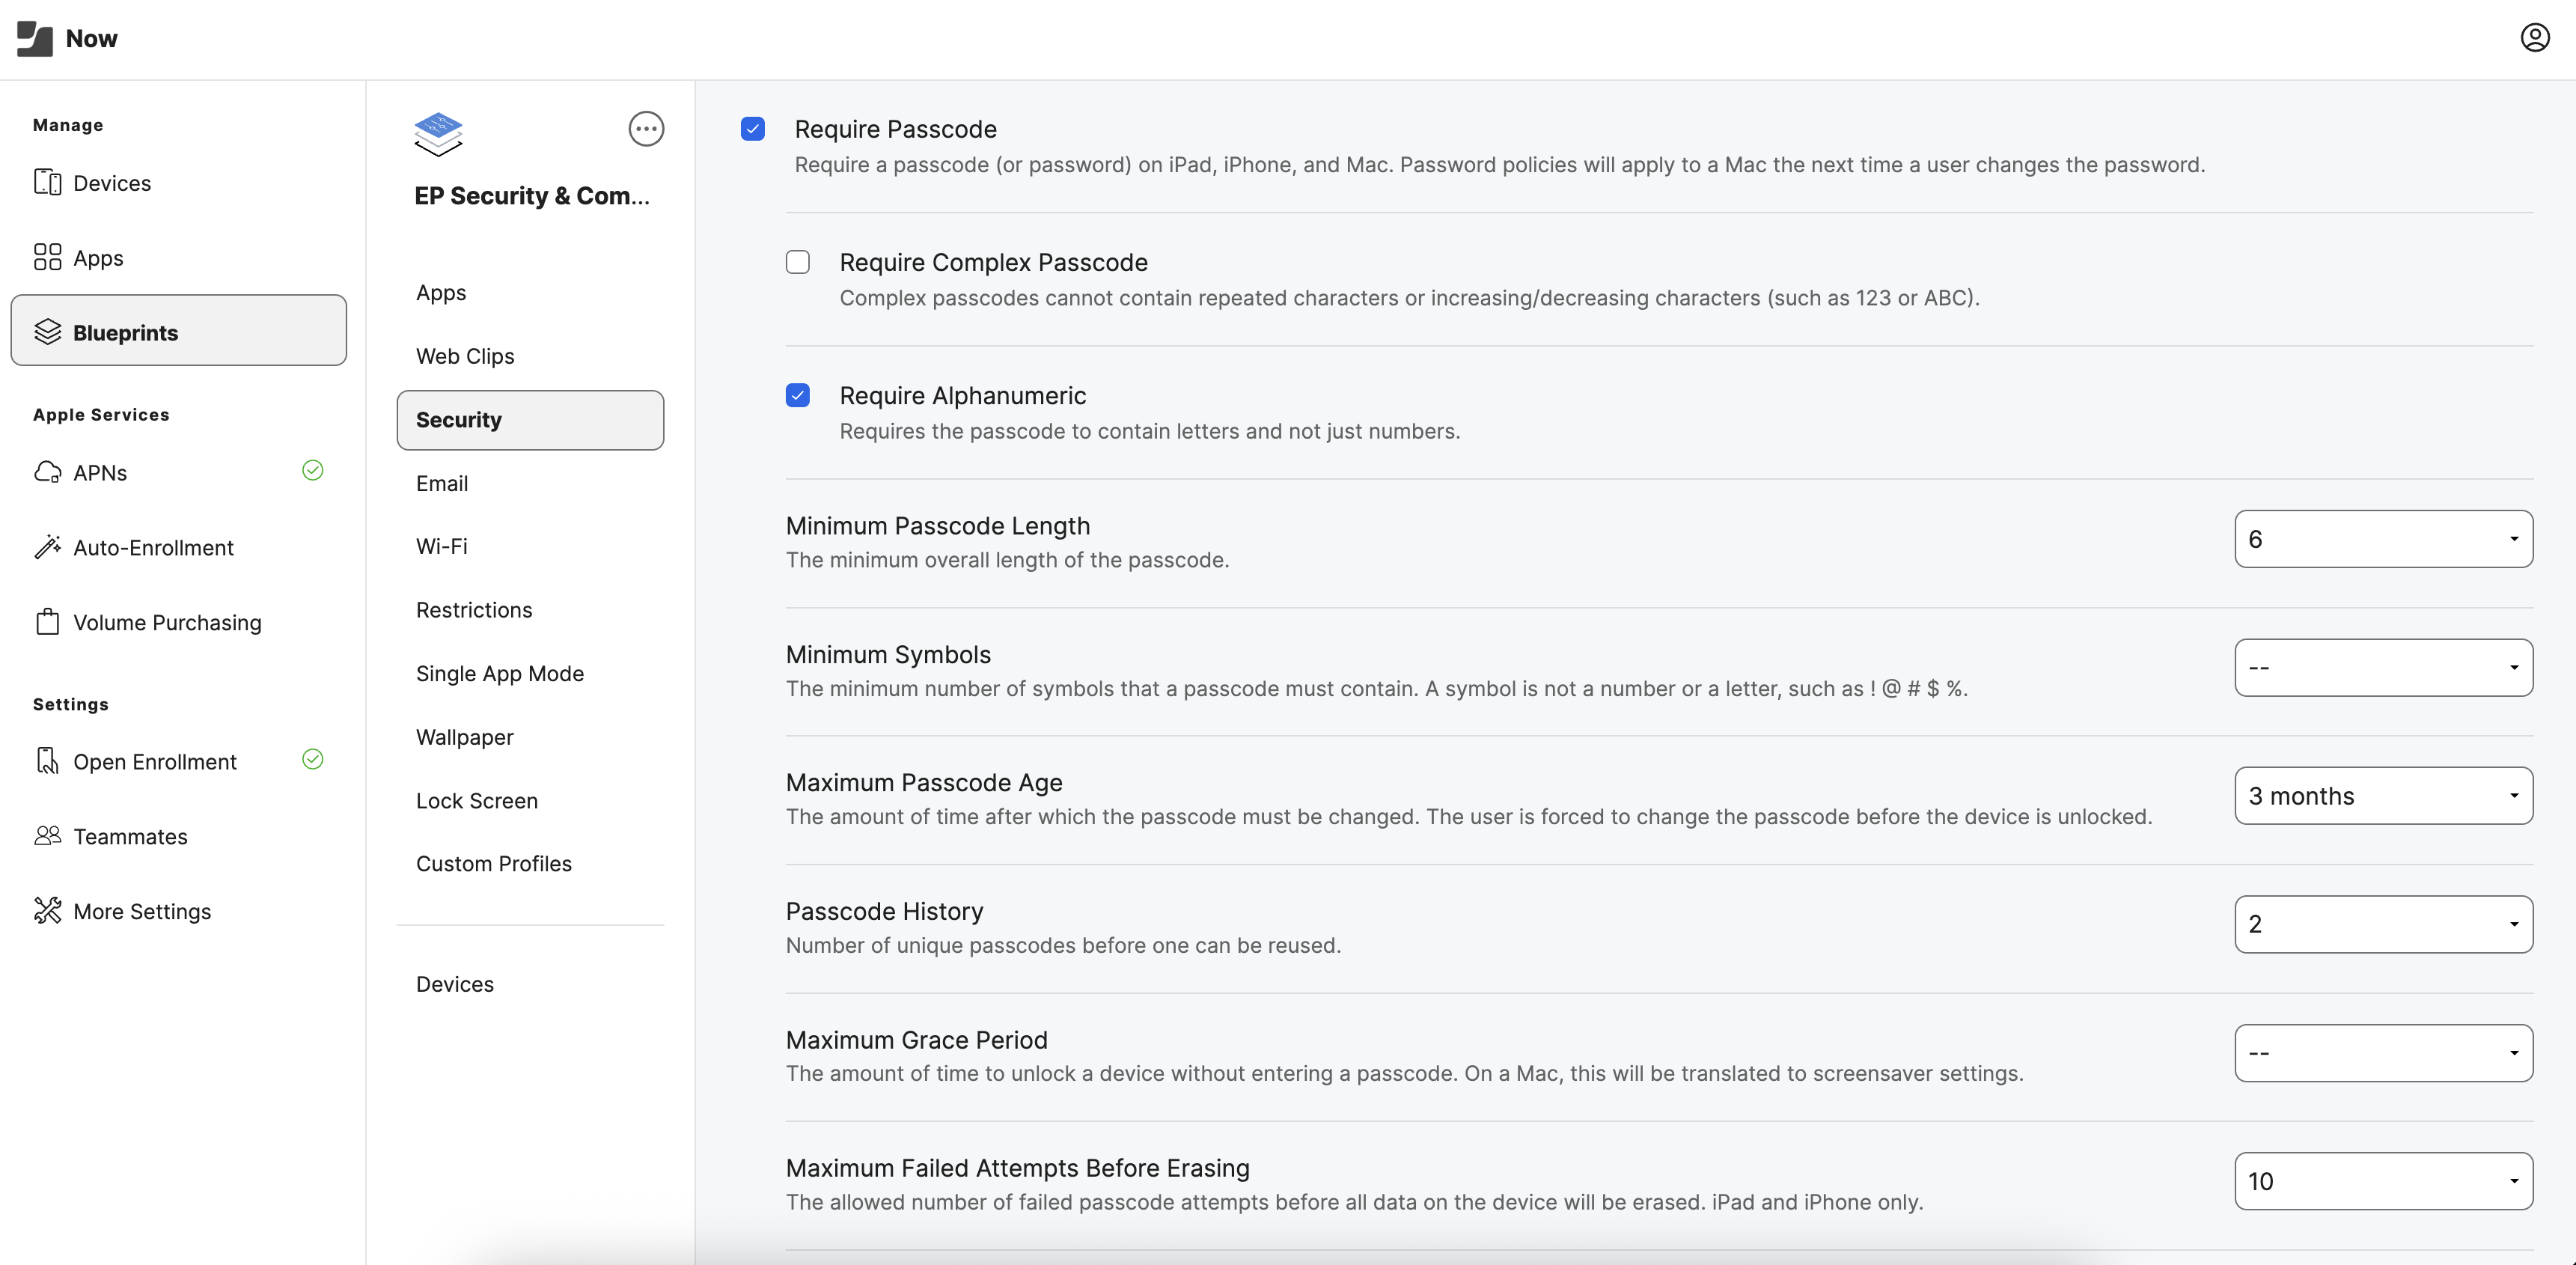 Now
Manage
Devices
Apps
Blueprints
Apple Services
APNs
Auto-Enrollment
Volume Purchasing
Settings
Open Enrollment
Teammates
More Settings
EP Security & Com...
Apps
Web Clips
Security
Email
Wi-Fi
Restrictions
Single App Mode
Wallpaper
Lock Screen
Custom Profiles
Devices
Require Passcode
Require a passcode (or password) on iPad, iPhone, and Mac. Password policies will apply to a Mac the next time a user changes the password.
Require Complex Passcode
Complex passcodes cannot contain repeated characters or increasing/decreasing characters (such as 123 or ABC).
Require Alphanumeric
Requires the passcode to contain letters and not just numbers.
Minimum Passcode Length
The minimum overall length of the passcode.
6
Minimum Symbols
The minimum number of symbols that a passcode must contain. A symbol is not a number or a letter, such as ! @ # $ %.
--
Maximum Passcode Age
The amount of time after which the passcode must be changed. The user is forced to change the passcode before the device is unlocked.
3 months
Passcode History
Number of unique passcodes before one can be reused.
2
Maximum Grace Period
The amount of time to unlock a device without entering a passcode. On a Mac, this will be translated to screensaver settings.
--
Maximum Failed Attempts Before Erasing
The allowed number of failed passcode attempts before all data on the device will be erased. iPad and iPhone only.
10